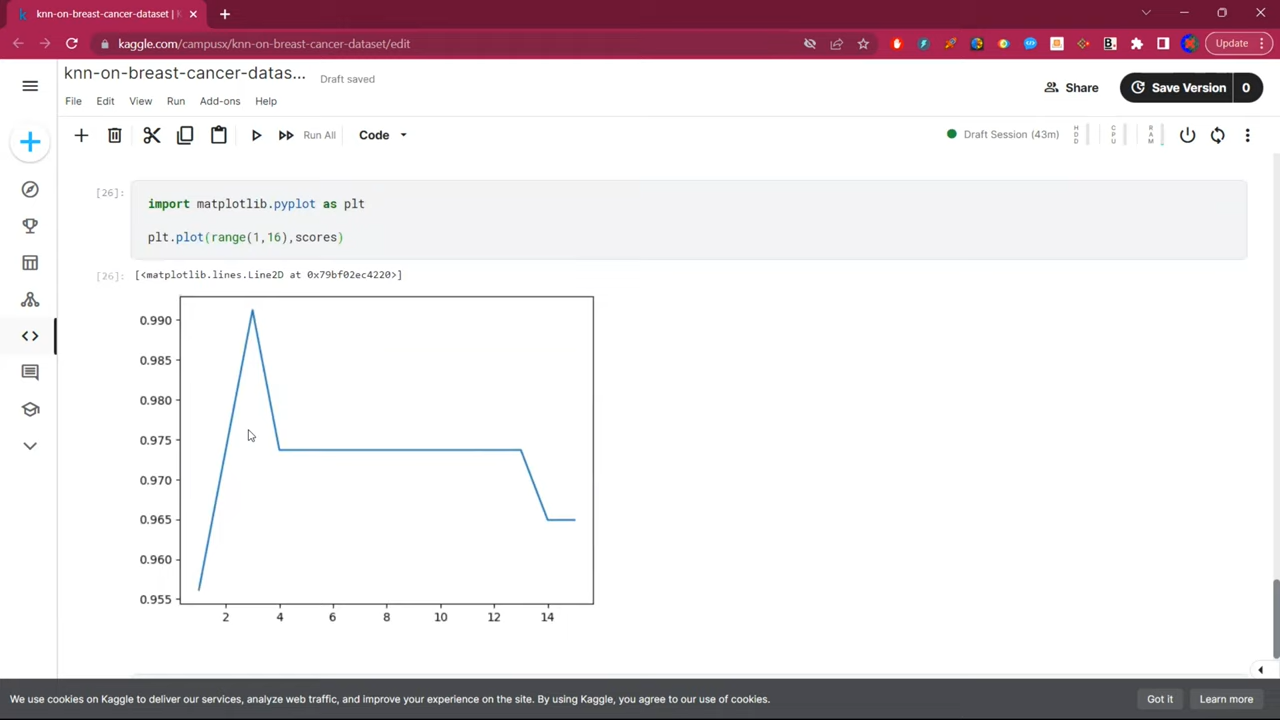 knn-on-breast-cancer-dataset |
kaggle.com/campusx/knn-on-breast-cancer-dataset/edit
Update
knn-on-breast-cancer-datas...
Draft saved
Share
Save Version
0
File
Edit
View
Run
Add-ons
Help
Run All
Code
Draft Session (43m)
HDD
CPU
RAM
[26]:
import matplotlib.pyplot as plt
plt.plot(range(1,16),scores)
[26]:
[<matplotlib.lines.Line2D at 0x79bf02ec4220>]
0.990
0.985
0.980
0.975
0.970
0.965
0.960
0.955
2 4 6 8 10 12 14
We use cookies on Kaggle to deliver our services, analyze web traffic, and improve your experience on the site. By using Kaggle, you agree to our use of cookies.
Got it
Learn more